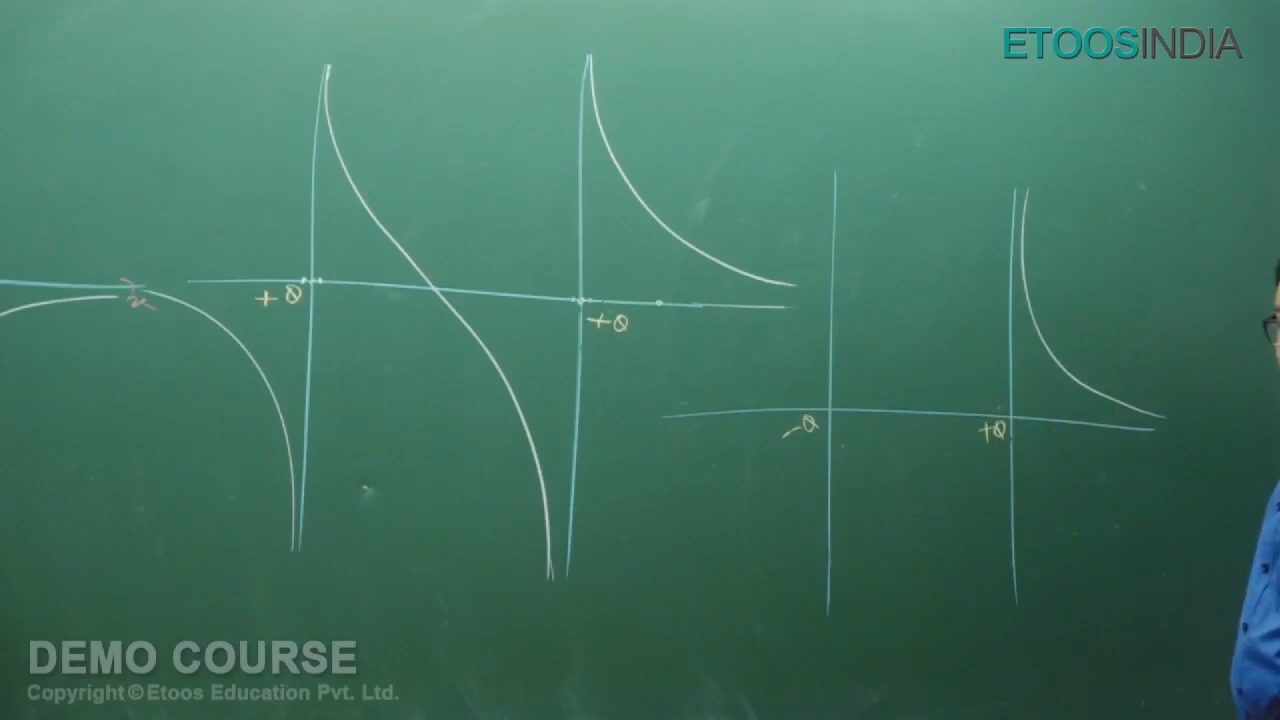 ETOOSINDIA
x
+Q
+Q
-Q
+Q
DEMO COURSE
Copyright©Etoos Education Pvt. Ltd.